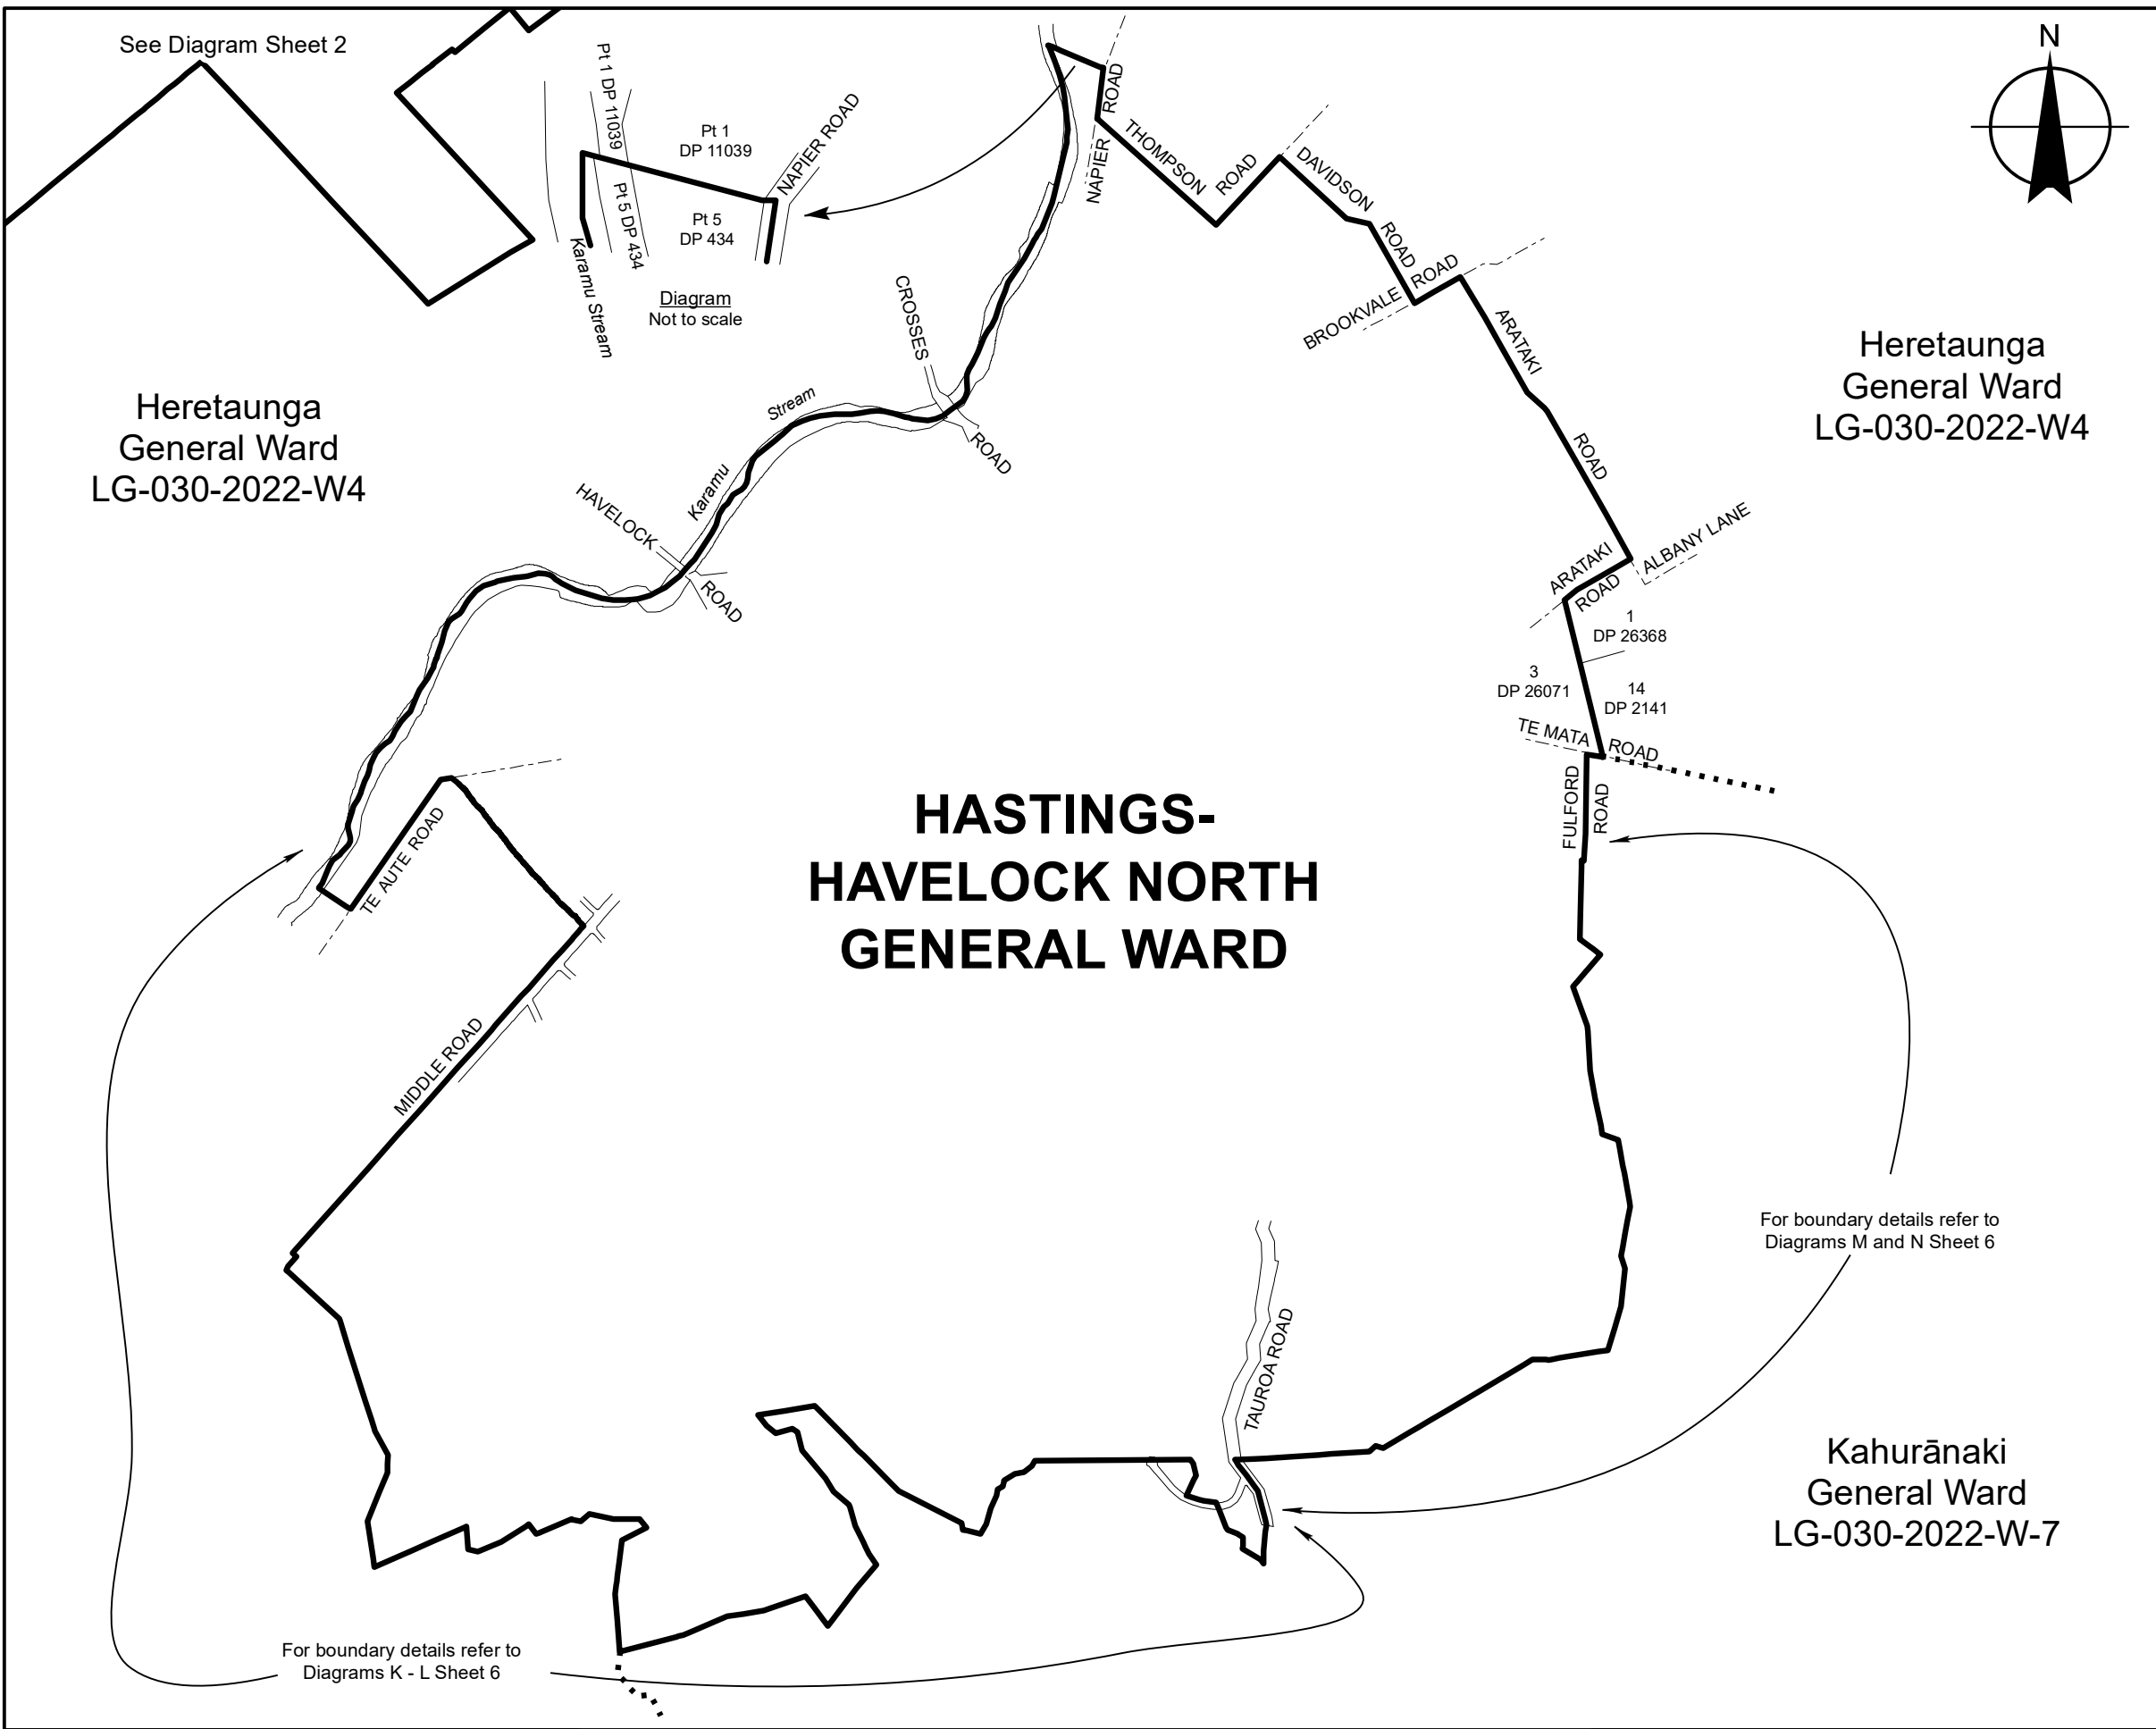 See Diagram Sheet 2
N
Pt 1 DP 11039
Pt 1
DP 11039
NAPIER ROAD
Pt 5 DP 434
Pt 5
DP 434
Karamu Stream
Diagram
Not to scale
NAPIER
ROAD
THOMPSON
ROAD
DAVIDSON
ROAD
BROOKVALE
ROAD
ARATAKI
ROAD
Heretaunga
General Ward
LG-030-2022-W4
Heretaunga
General Ward
LG-030-2022-W4
CROSSES
ROAD
Karamu
Stream
HAVELOCK
ROAD
ALBANY LANE
ARATAKI
ROAD
1
DP 26368
3
DP 26071
14
DP 2141
TE MATA
ROAD
FULFORD
ROAD
TE AUTE ROAD
HASTINGS-
HAVELOCK NORTH
GENERAL WARD
MIDDLE ROAD
For boundary details refer to
Diagrams M and N Sheet 6
TAUROA ROAD
Kahurānaki
General Ward
LG-030-2022-W-7
For boundary details refer to
Diagrams K - L Sheet 6